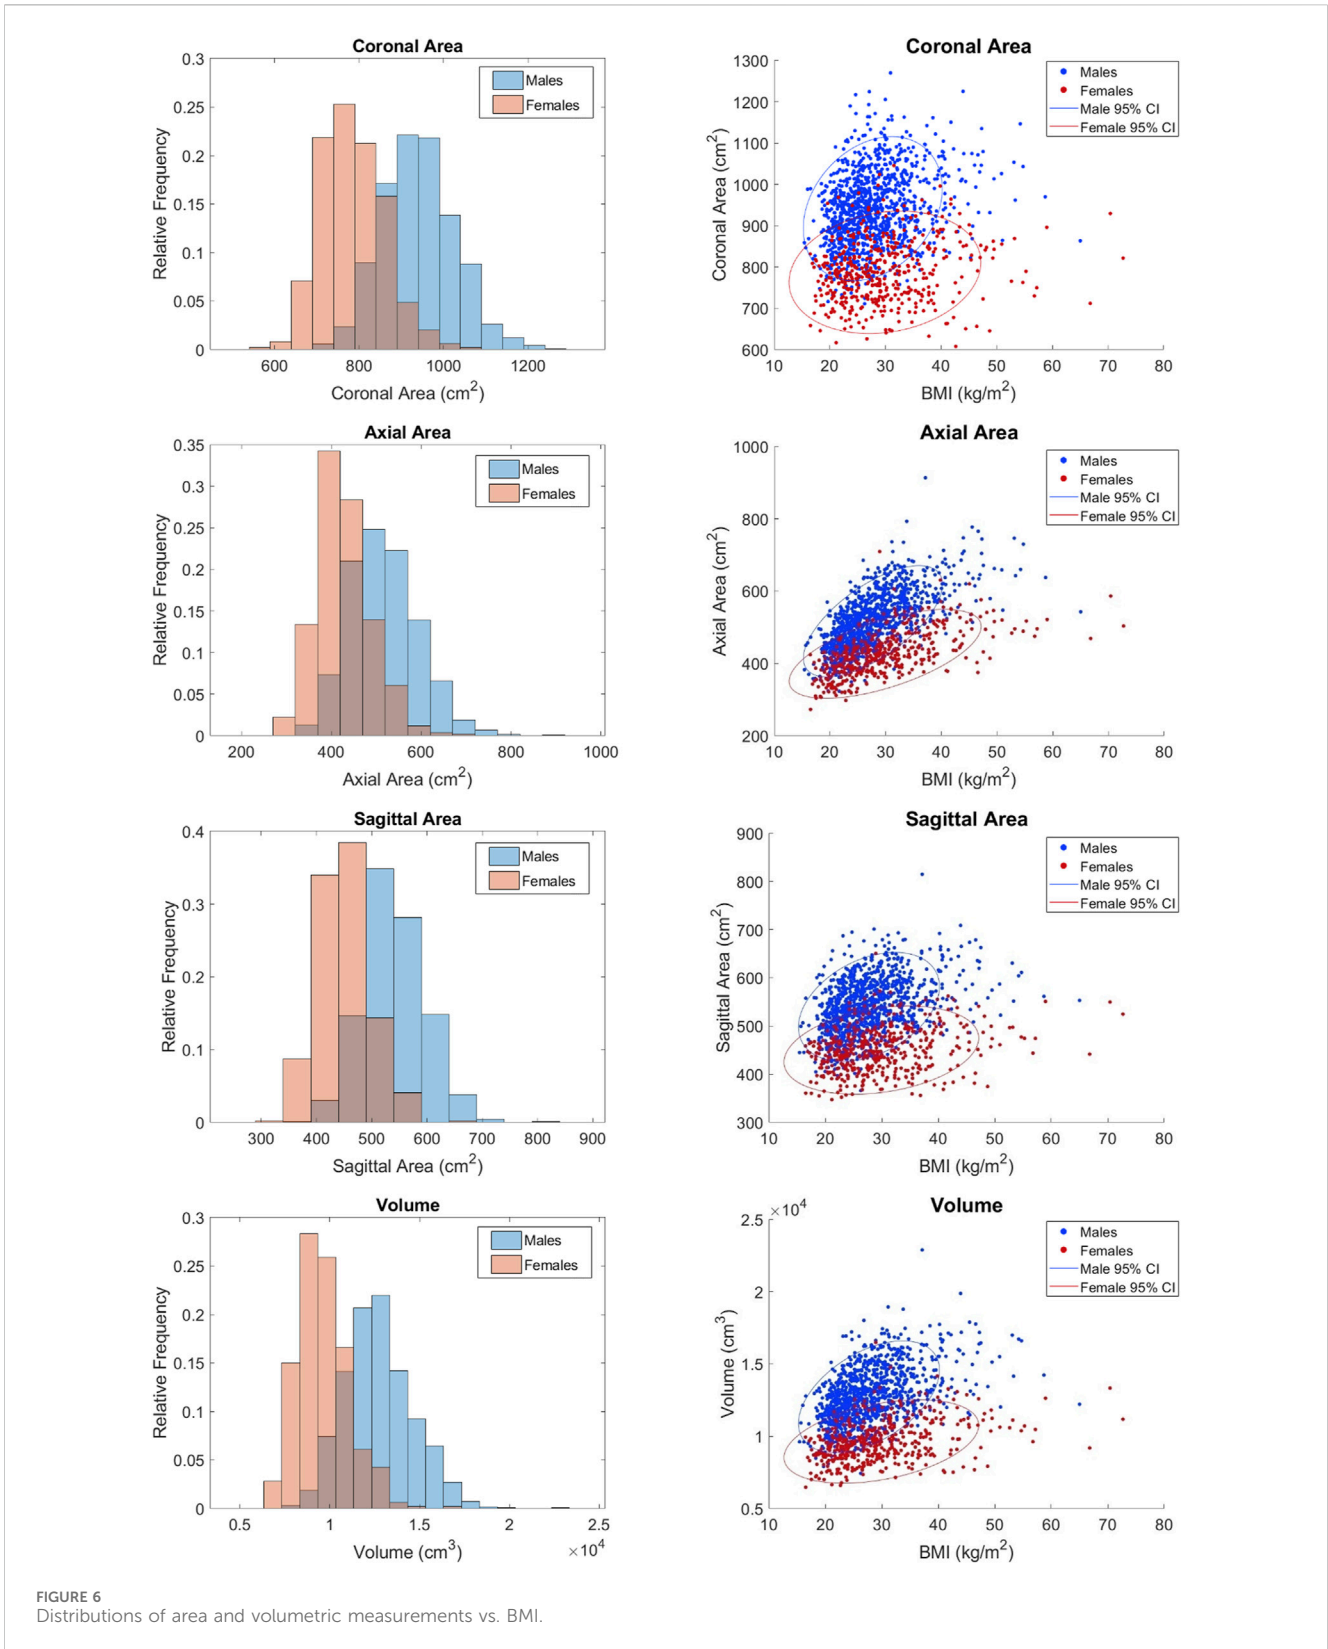 Coronal Area
0.3
0.25
0.2
0.15
0.1
0.05
0
Relative Frequency
600 800 1000 1200
Coronal Area (cm²)
Males
Females
Coronal Area
1300
1200
1100
1000
900
800
700
600
Coronal Area (cm²)
10 20 30 40 50 60 70 80
BMI (kg/m²)
Males
Females
Male 95% CI
Female 95% CI
Axial Area
0.35
0.3
0.25
0.2
0.15
0.1
0.05
0
Relative Frequency
200 400 600 800 1000
Axial Area (cm²)
Males
Females
Axial Area
1000
800
600
400
200
Axial Area (cm²)
10 20 30 40 50 60 70 80
BMI (kg/m²)
Males
Females
Male 95% CI
Female 95% CI
Sagittal Area
0.4
0.3
0.2
0.1
0
Relative Frequency
300 400 500 600 700 800 900
Sagittal Area (cm²)
Males
Females
Sagittal Area
900
800
700
600
500
400
300
Sagittal Area (cm²)
10 20 30 40 50 60 70 80
BMI (kg/m²)
Males
Females
Male 95% CI
Female 95% CI
Volume
0.3
0.25
0.2
0.15
0.1
0.05
0
Relative Frequency
0.5 1 1.5 2 2.5
×10⁴
Volume (cm³)
Males
Females
Volume
×10⁴
2.5
2
1.5
1
0.5
Volume (cm³)
10 20 30 40 50 60 70 80
BMI (kg/m²)
Males
Females
Male 95% CI
Female 95% CI
FIGURE 6
Distributions of area and volumetric measurements vs. BMI.